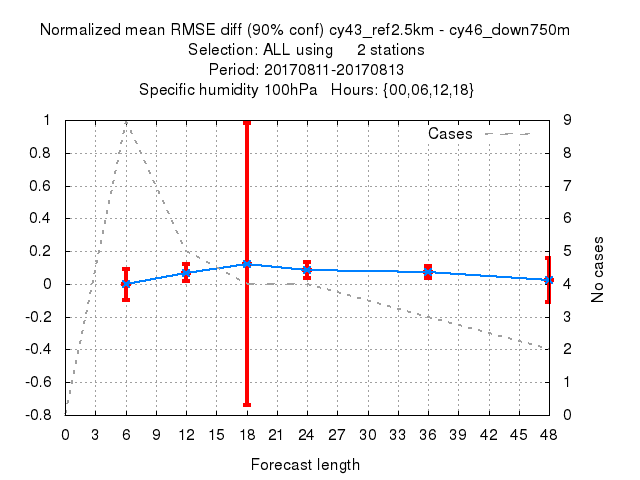 Normalized mean RMSE diff (90% conf) cy43_ref2.5km - cy46_down750m
Selection: ALL using 2 stations
Period: 20170811-20170813
Specific humidity 100hPa Hours: {00,06,12,18}
Cases
1
0.8
0.6
0.4
0.2
0
-0.2
-0.4
-0.6
-0.8
9
8
7
6
5
4
3
2
1
0
No cases
0 3 6 9 12 15 18 21 24 27 30 33 36 39 42 45 48
Forecast length